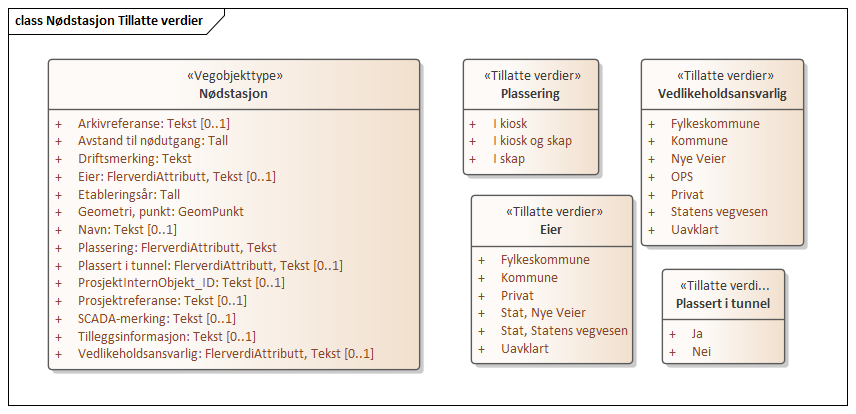 class Nødstasjon Tillatte verdier
«Vegobjekttype»
Nødstasjon
+ Arkivreferanse: Tekst [0..1]
+ Avstand til nødutgang: Tall
+ Driftsmerking: Tekst
+ Eier: FlerverdiAttributt, Tekst [0..1]
+ Etableringsår: Tall
+ Geometri, punkt: GeomPunkt
+ Navn: Tekst [0..1]
+ Plassering: FlerverdiAttributt, Tekst
+ Plassert i tunnel: FlerverdiAttributt, Tekst [0..1]
+ ProsjektInternObjekt_ID: Tekst [0..1]
+ Prosjektreferanse: Tekst [0..1]
+ SCADA-merking: Tekst [0..1]
+ Tilleggsinformasjon: Tekst [0..1]
+ Vedlikeholdsansvarlig: FlerverdiAttributt, Tekst [0..1]
«Tillatte verdier»
Plassering
+ I kiosk
+ I kiosk og skap
+ I skap
«Tillatte verdier»
Vedlikeholdsansvarlig
+ Fylkeskommune
+ Kommune
+ Nye Veier
+ OPS
+ Privat
+ Statens vegvesen
+ Uavklart
«Tillatte verdier»
Eier
+ Fylkeskommune
+ Kommune
+ Privat
+ Stat, Nye Veier
+ Stat, Statens vegvesen
+ Uavklart
«Tillatte verdi...
Plassert i tunnel
+ Ja
+ Nei